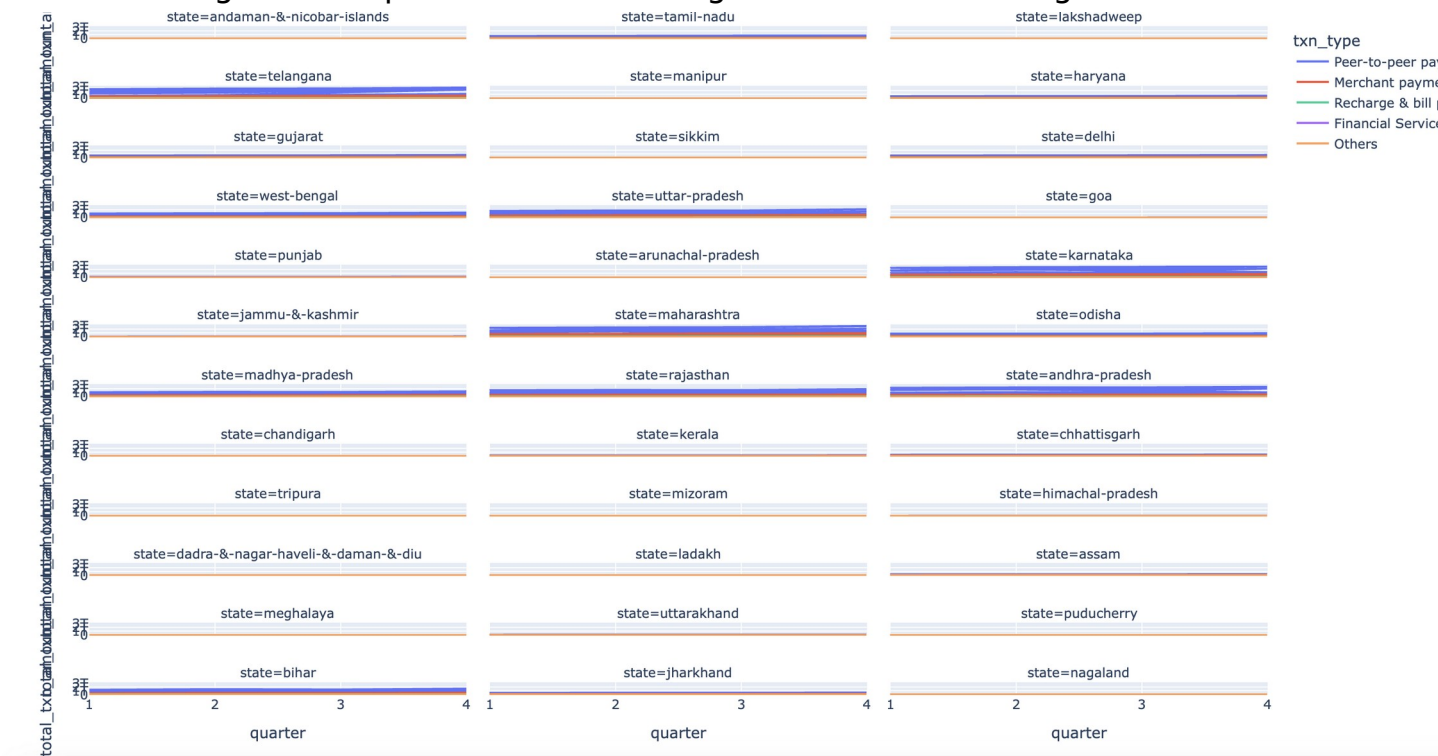 state=andaman-&-nicobar-islands
state=tamil-nadu
state=lakshadweep
txn_type
Peer-to-peer pay
Merchant payme
Recharge & bill p
Financial Service
Others
state=telangana
state=manipur
state=haryana
state=gujarat
state=sikkim
state=delhi
state=west-bengal
state=uttar-pradesh
state=goa
state=punjab
state=arunachal-pradesh
state=karnataka
state=jammu-&-kashmir
state=maharashtra
state=odisha
state=madhya-pradesh
state=rajasthan
state=andhra-pradesh
state=chandigarh
state=kerala
state=chhattisgarh
state=tripura
state=mizoram
state=himachal-pradesh
state=dadra-&-nagar-haveli-&-daman-&-diu
state=ladakh
state=assam
state=meghalaya
state=uttarakhand
state=puducherry
state=bihar
state=jharkhand
state=nagaland
1 2 3 4
1 2 3 4
1 2 3 4
quarter
quarter
quarter